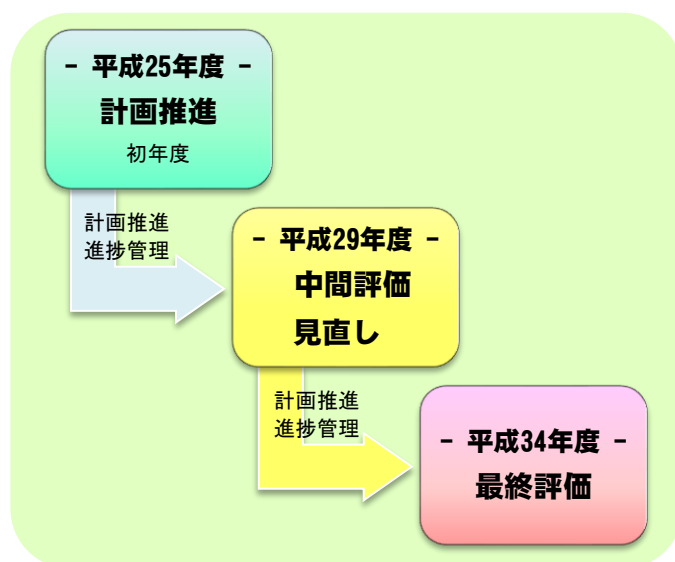 - 平成25年度 -
計画推進
初年度
計画推進
進捗管理
- 平成29年度 -
中間評価
見直し
計画推進
進捗管理
- 平成34年度 -
最終評価